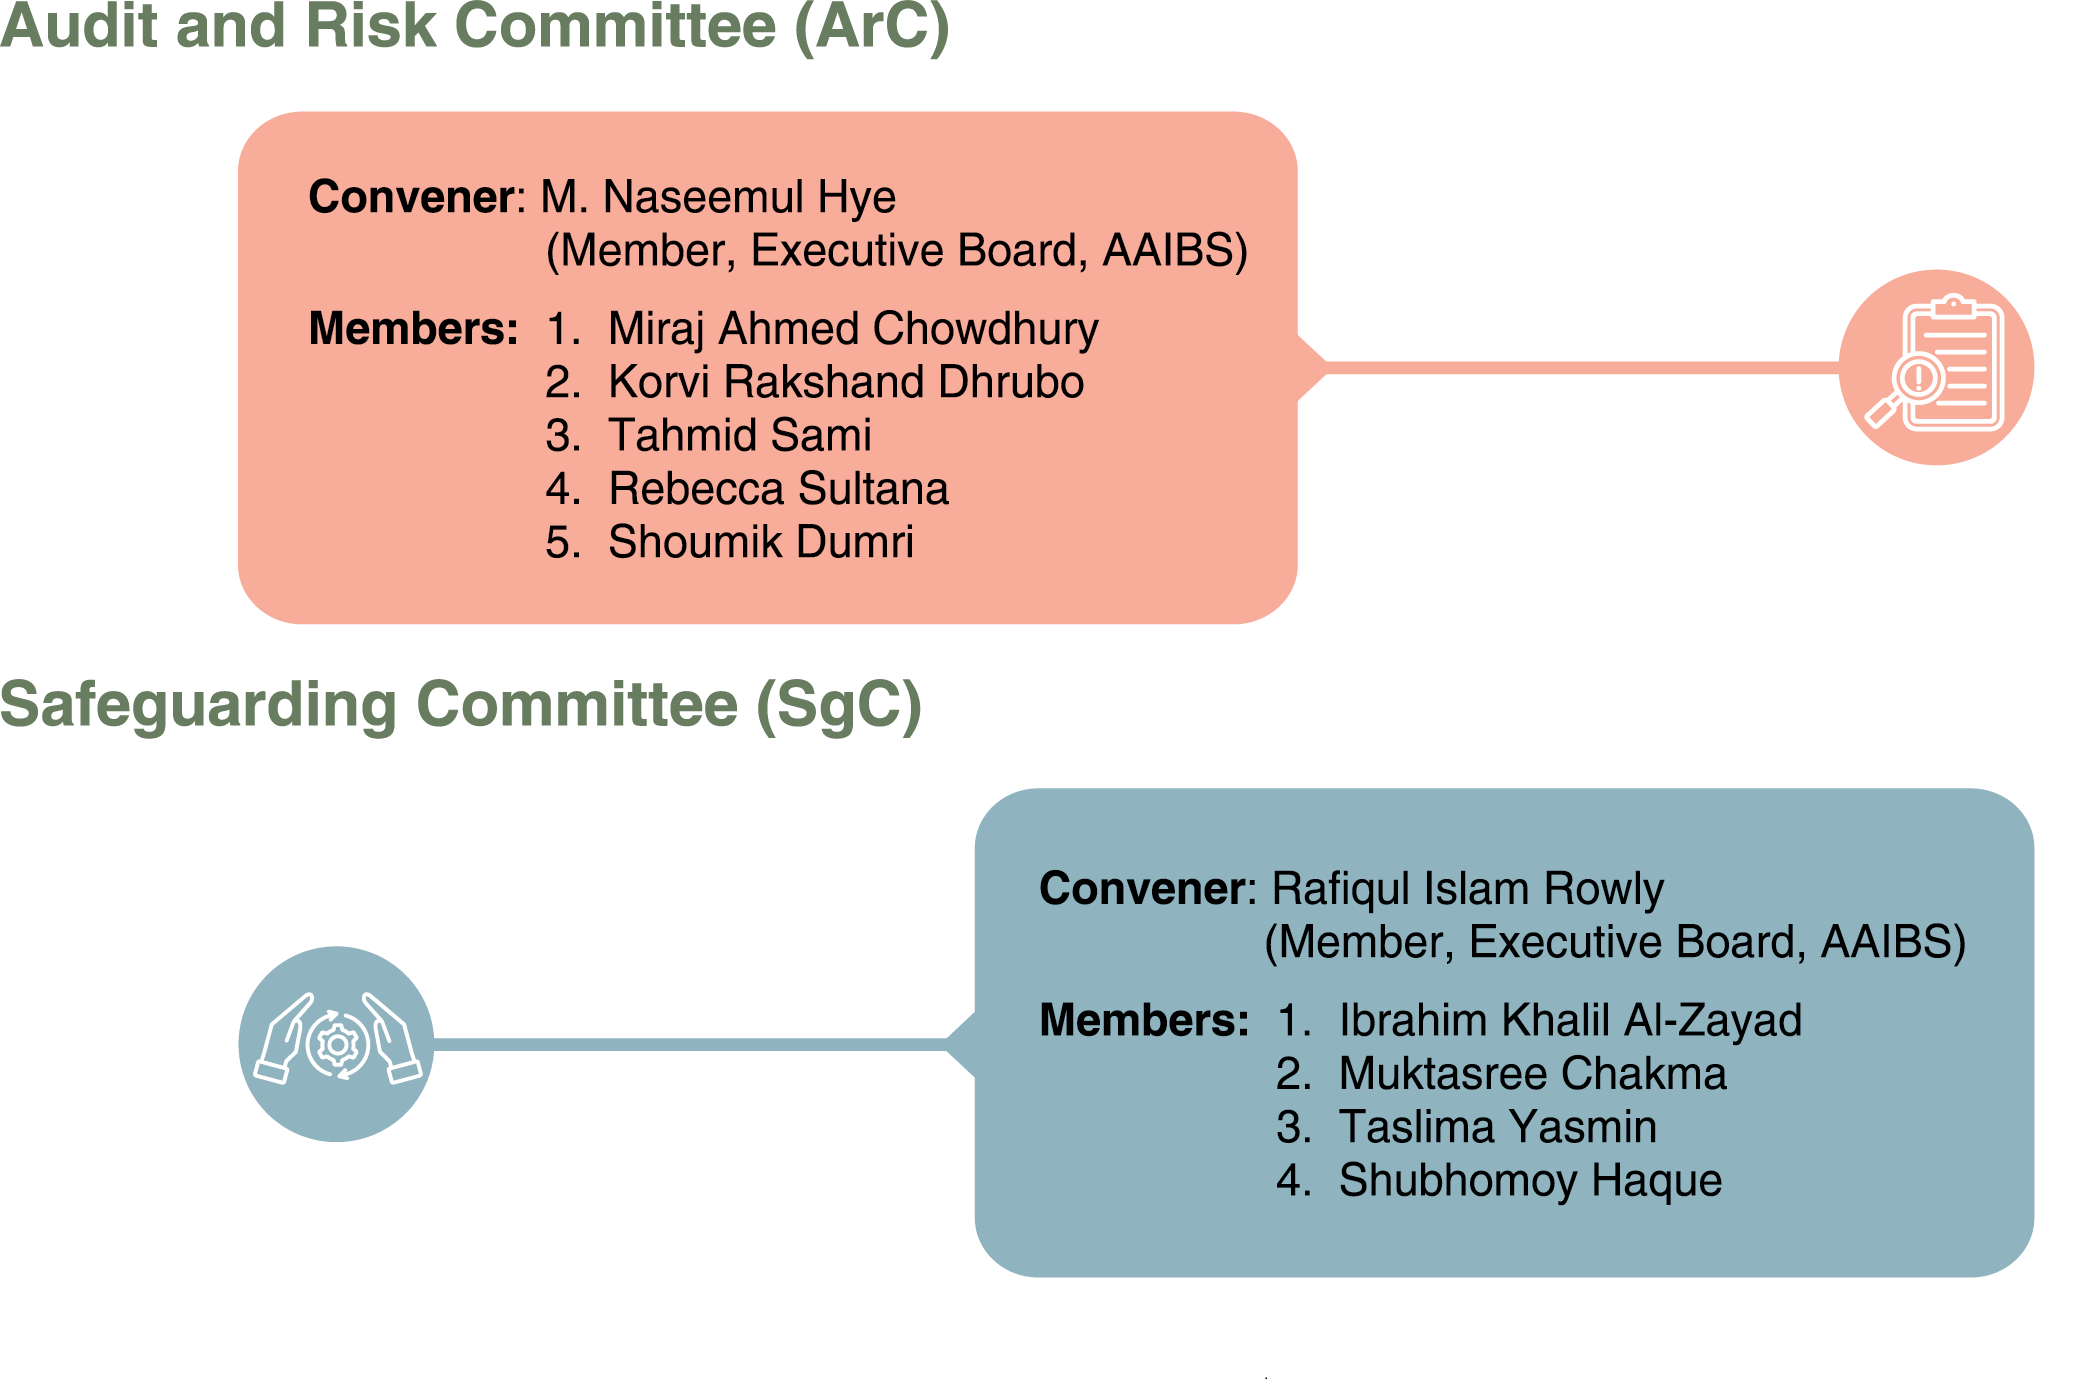 Audit and Risk Committee (ArC)
Convener: M. Naseemul Hye
(Member, Executive Board, AAIBS)
Members: 1. Miraj Ahmed Chowdhury
2. Korvi Rakshand Dhrubo
3. Tahmid Sami
4. Rebecca Sultana
5. Shoumik Dumri
Safeguarding Committee (SgC)
Convener: Rafiqul Islam Rowly
(Member, Executive Board, AAIBS)
Members: 1. Ibrahim Khalil Al-Zayad
2. Muktasree Chakma
3. Taslima Yasmin
4. Shubhomoy Haque